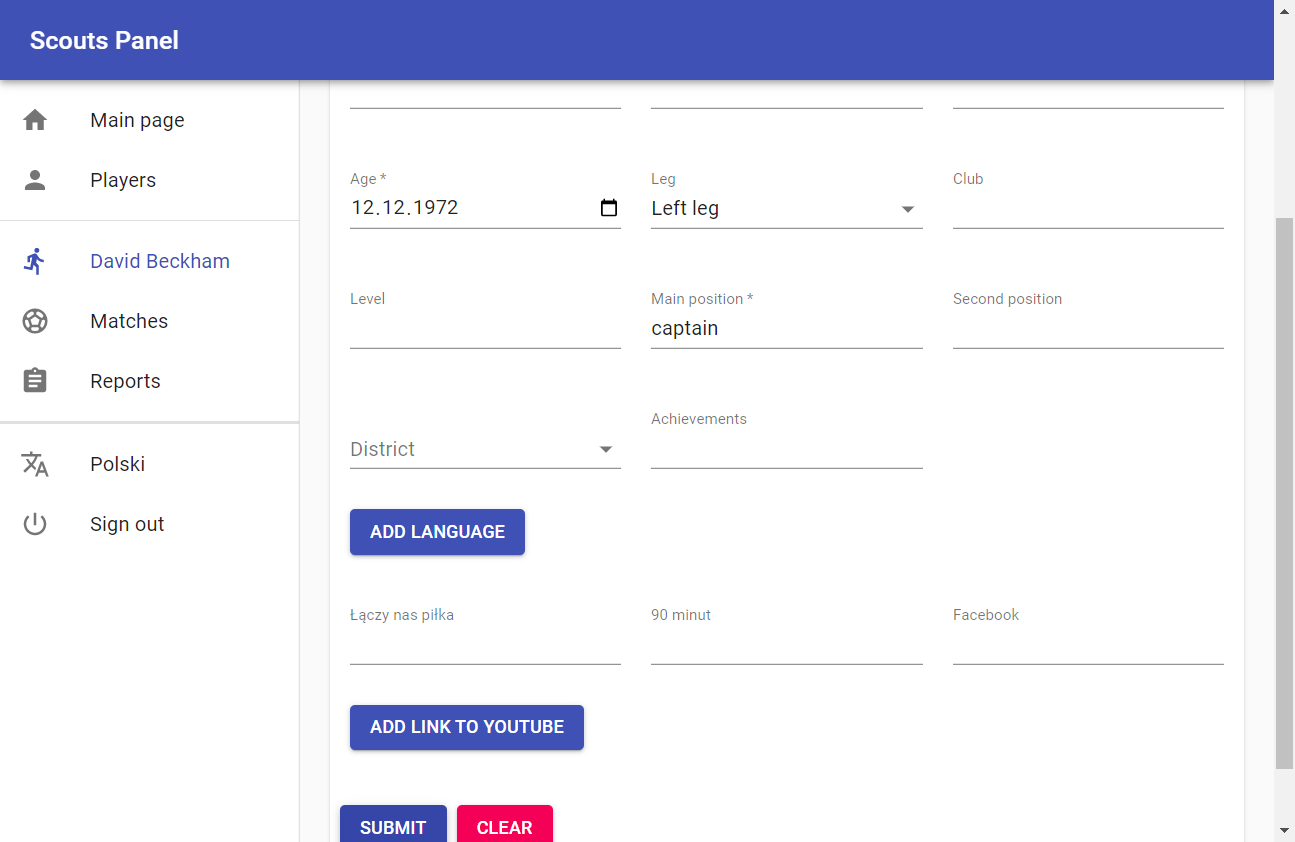 Scouts Panel
Main page
Players
David Beckham
Matches
Reports
Polski
Sign out
Age * Leg Club
12.12.1972 Left leg
Level Main position * Second position
captain
Achievements
District
ADD LANGUAGE
Łączy nas piłka 90 minut Facebook
ADD LINK TO YOUTUBE
SUBMIT CLEAR